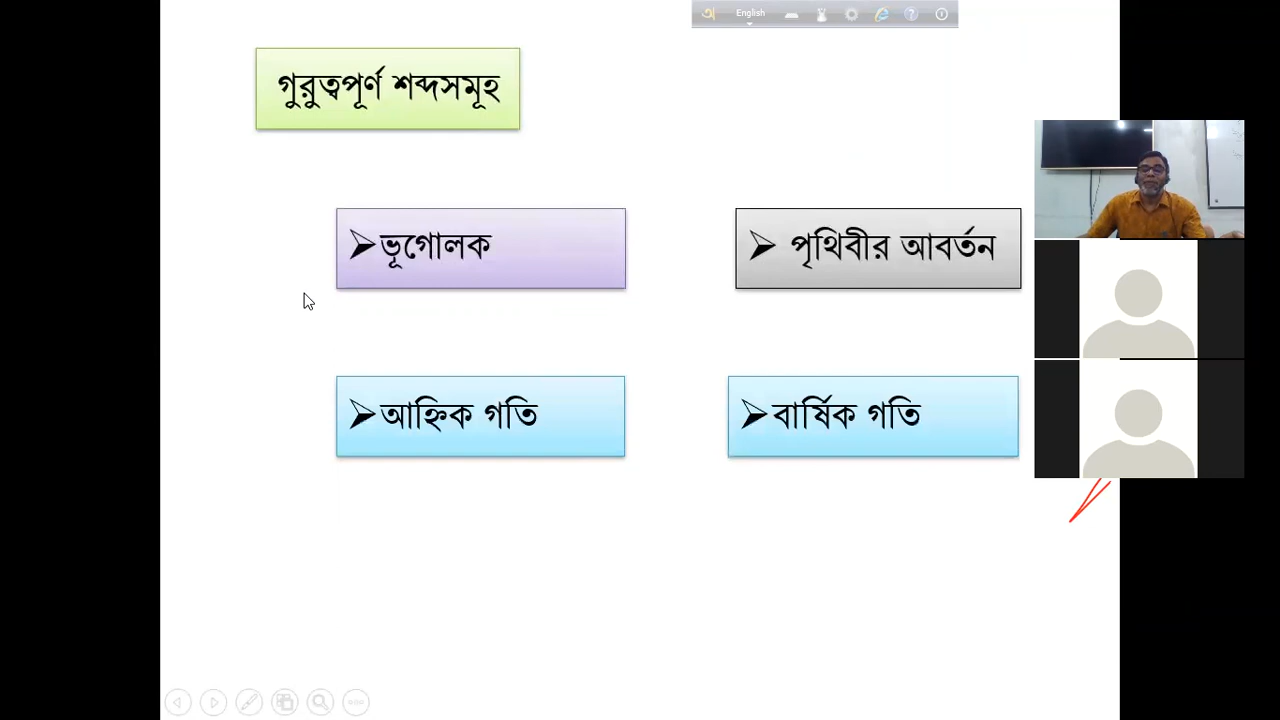 অ English
গুরুত্বপূর্ণ শব্দসমূহ
ভূগোলক
পৃথিবীর আবর্তন
আহ্নিক গতি
বার্ষিক গতি